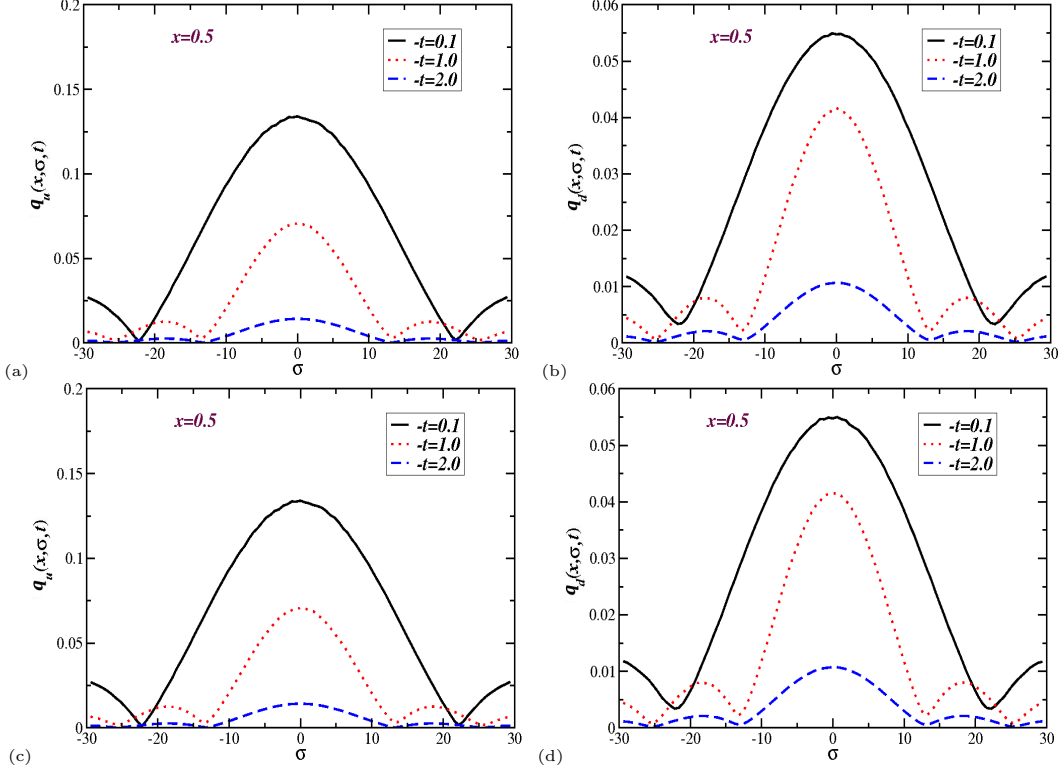 0.2
0.15
0.1
0.05
0
q_u(x,σ,t)
x=0.5
-t=0.1
-t=1.0
-t=2.0
-30 -20 -10 0 10 20 30
σ
(a)
0.06
0.05
0.04
0.03
0.02
0.01
0
q_d(x,σ,t)
x=0.5
-t=0.1
-t=1.0
-t=2.0
-30 -20 -10 0 10 20 30
σ
(b)
0.2
0.15
0.1
0.05
0
q_u(x,σ,t)
x=0.5
-t=0.1
-t=1.0
-t=2.0
-30 -20 -10 0 10 20 30
σ
(c)
0.06
0.05
0.04
0.03
0.02
0.01
0
q_d(x,σ,t)
x=0.5
-t=0.1
-t=1.0
-t=2.0
-30 -20 -10 0 10 20 30
σ
(d)